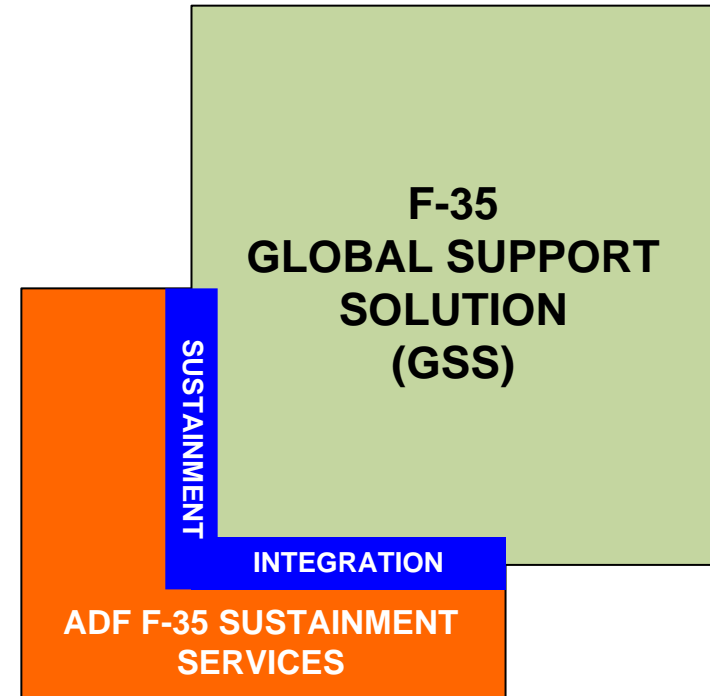 F-35
GLOBAL SUPPORT
SOLUTION
(GSS)
SUSTAINMENT
INTEGRATION
ADF F-35 SUSTAINMENT
SERVICES